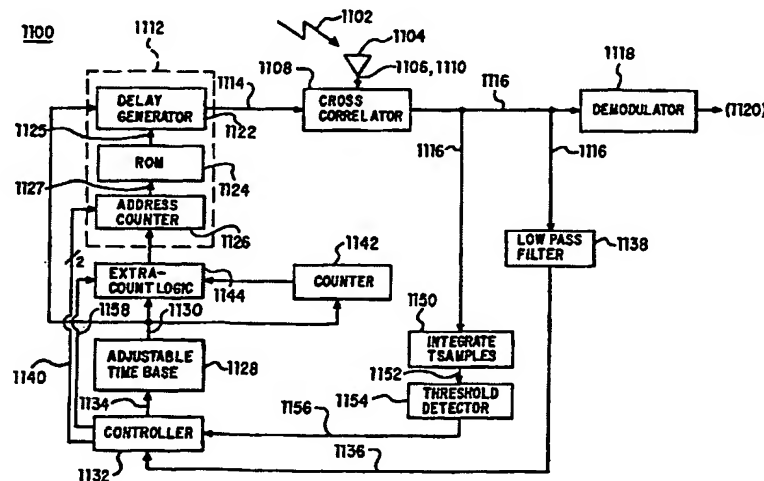 1100
1112
1102
1104
1108
1106, 1110
1114
1116
1118
DELAY
GENERATOR
CROSS
CORRELATOR
DEMODULATOR
(1120)
1125
1122
1116
1116
ROM
1127
1124
ADDRESS
COUNTER
1126
1142
LOW PASS
FILTER
1138
2
EXTRA-
COUNT LOGIC
1144
COUNTER
1158
1130
1150
INTEGRATE
TSAMPLES
1140
ADJUSTABLE
TIME BASE
1128
1152
1154
THRESHOLD
DETECTOR
1134
1156
CONTROLLER
1136
1132